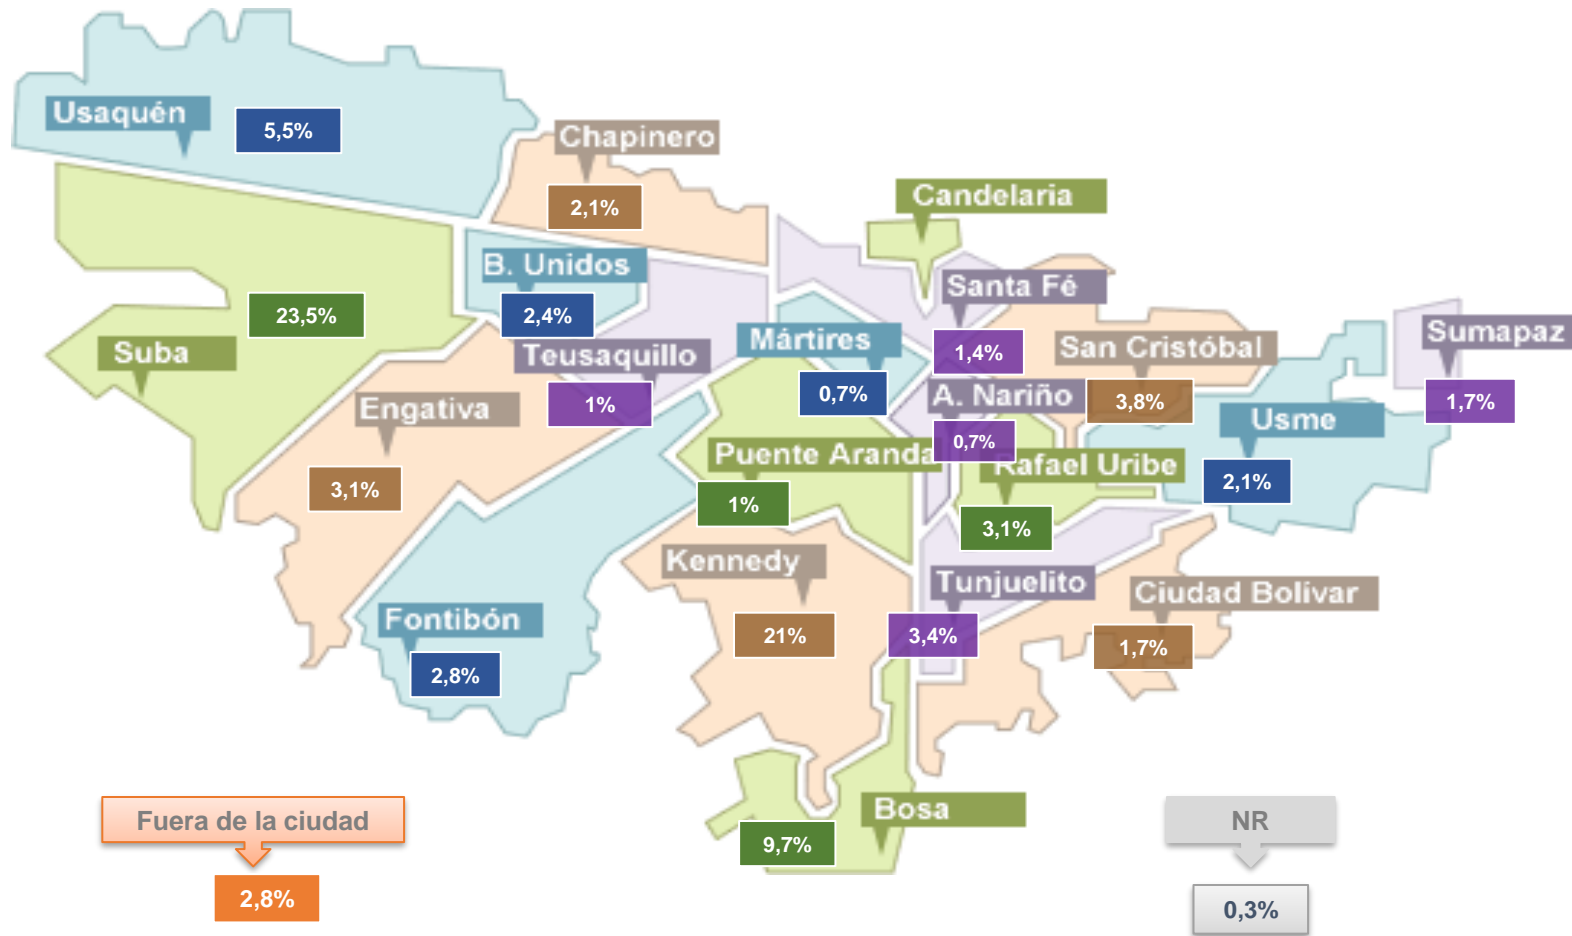 Usaquén
5,5%
Chapinero
2,1%
Candelaria
B. Unidos
2,4%
Santa Fé
1,4%
Suba
23,5%
Teusaquillo
1%
Mártires
0,7%
San Cristóbal
3,8%
Sumapaz
1,7%
Engativa
3,1%
A. Nariño
0,7%
Usme
2,1%
Puente Aranda
1%
Rafael Uribe
3,1%
Kennedy
21%
Tunjuelito
3,4%
Ciudad Bolívar
1,7%
Fontibón
2,8%
Bosa
9,7%
Fuera de la ciudad
2,8%
NR
0,3%